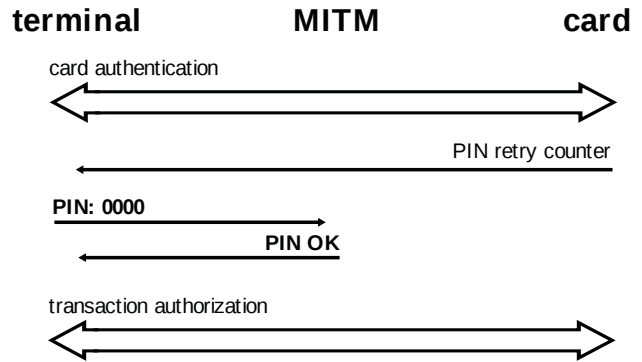 terminal MITM card
card authentication
PIN retry counter
PIN: 0000
PIN OK
transaction authorization